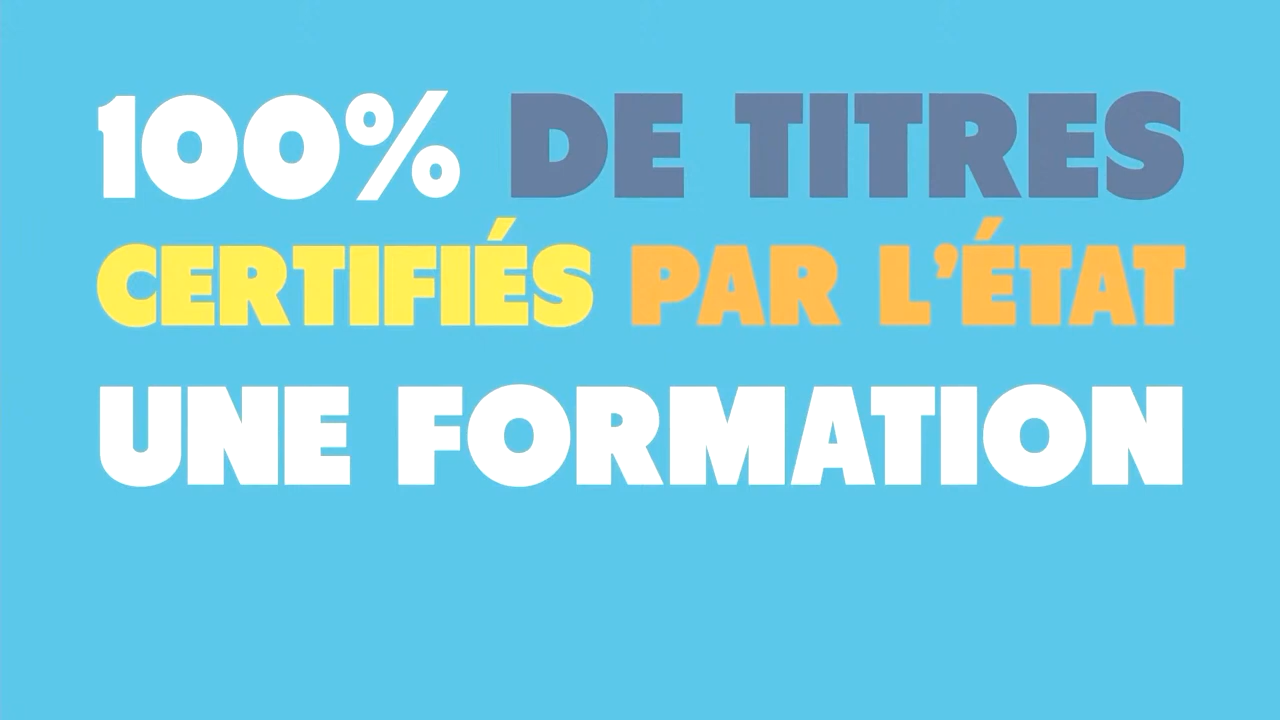 100% DE TITRES
CERTIFIÉS PAR L'ÉTAT
UNE FORMATION